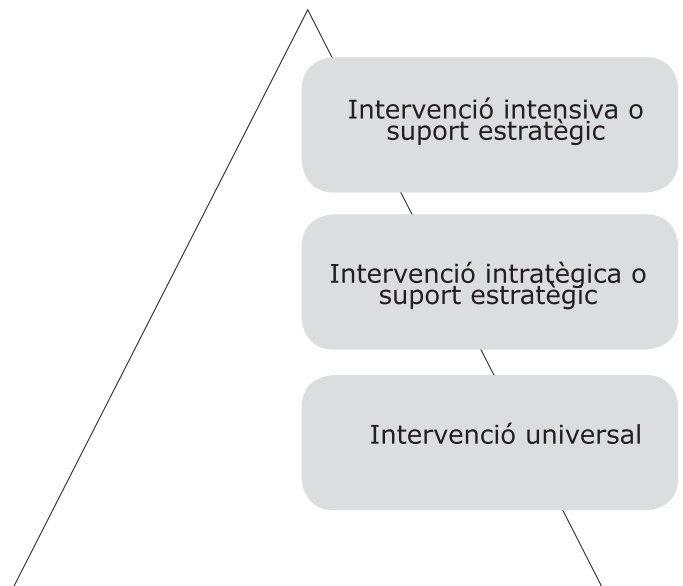 Intervenció intensiva o
suport estratègic
Intervenció intratègica o
suport estratègic
Intervenció universal